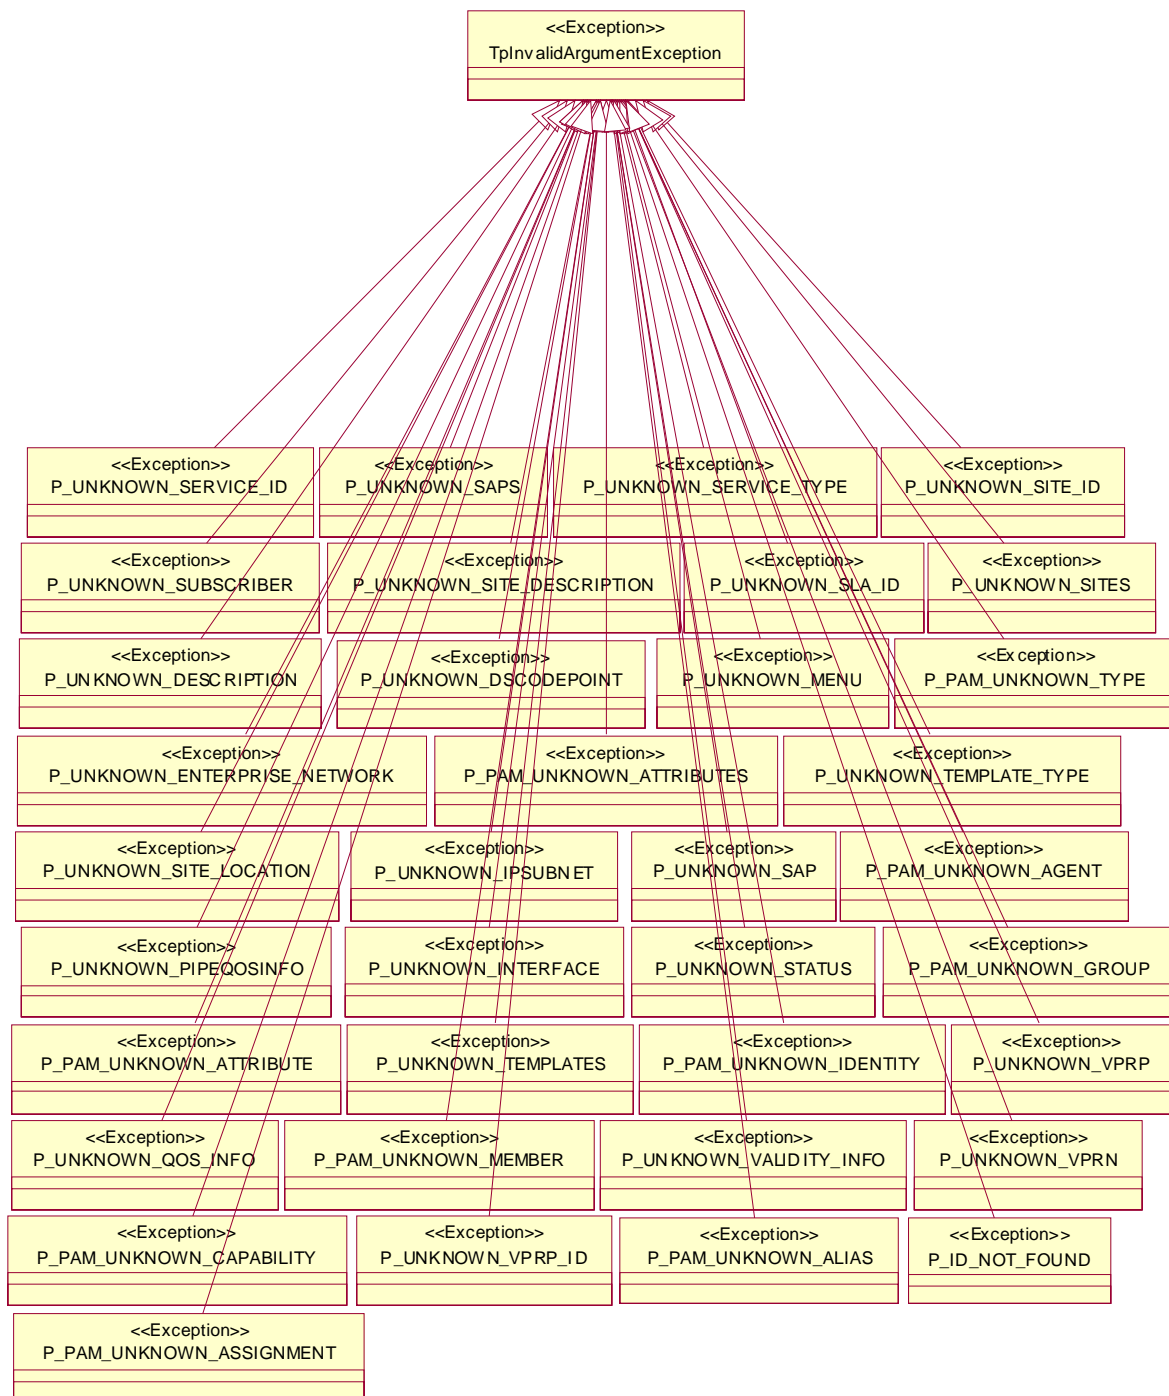 <<Exception>>
TpInvalidArgumentException
<<Exception>>
P_UNKNOWN_SERVICE_ID
<<Exception>>
P_UNKNOWN_SAPS
<<Exception>>
P_UNKNOWN_SERVICE_TYPE
<<Exception>>
P_UNKNOWN_SITE_ID
<<Exception>>
P_UNKNOWN_SUBSCRIBER
<<Exception>>
P_UNKNOWN_SITE_DESCRIPTION
<<Exception>>
P_UNKNOWN_SLA_ID
<<Exception>>
P_UNKNOWN_SITES
<<Exception>>
P_UNKNOWN_DESCRIPTION
<<Exception>>
P_UNKNOWN_DSCODEPOINT
<<Exception>>
P_UNKNOWN_MENU
<<Exception>>
P_PAM_UNKNOWN_TYPE
<<Exception>>
P_UNKNOWN_ENTERPRISE_NETWORK
<<Exception>>
P_PAM_UNKNOWN_ATTRIBUTES
<<Exception>>
P_UNKNOWN_TEMPLATE_TYPE
<<Exception>>
P_UNKNOWN_SITE_LOCATION
<<Exception>>
P_UNKNOWN_IPSUBNET
<<Exception>>
P_UNKNOWN_SAP
<<Exception>>
P_PAM_UNKNOWN_AGENT
<<Exception>>
P_UNKNOWN_PIPEQOSINFO
<<Exception>>
P_UNKNOWN_INTERFACE
<<Exception>>
P_UNKNOWN_STATUS
<<Exception>>
P_PAM_UNKNOWN_GROUP
<<Exception>>
P_PAM_UNKNOWN_ATTRIBUTE
<<Exception>>
P_UNKNOWN_TEMPLATES
<<Exception>>
P_PAM_UNKNOWN_IDENTITY
<<Exception>>
P_UNKNOWN_VPRP
<<Exception>>
P_UNKNOWN_QOS_INFO
<<Exception>>
P_PAM_UNKNOWN_MEMBER
<<Exception>>
P_UNKNOWN_VALIDITY_INFO
<<Exception>>
P_UNKNOWN_VPRN
<<Exception>>
P_PAM_UNKNOWN_CAPABILITY
<<Exception>>
P_UNKNOWN_VPRP_ID
<<Exception>>
P_PAM_UNKNOWN_ALIAS
<<Exception>>
P_ID_NOT_FOUND
<<Exception>>
P_PAM_UNKNOWN_ASSIGNMENT